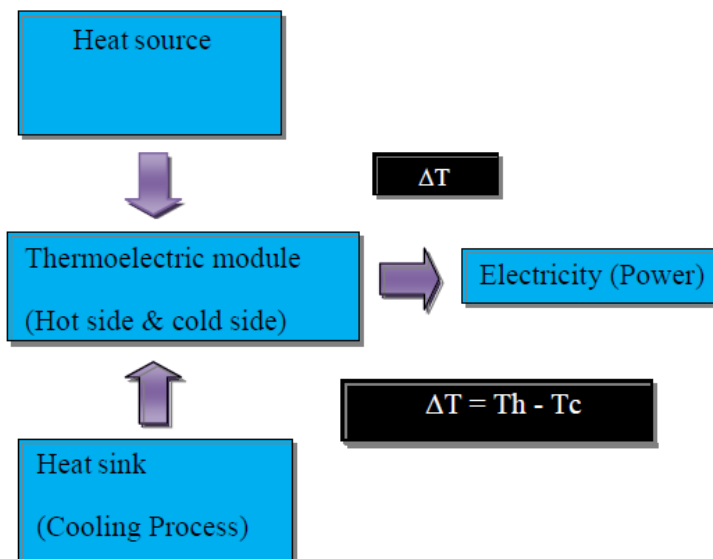 Heat source
ΔT
Thermoelectric module
(Hot side & cold side)
Electricity (Power)
ΔT = Th - Tc
Heat sink
(Cooling Process)